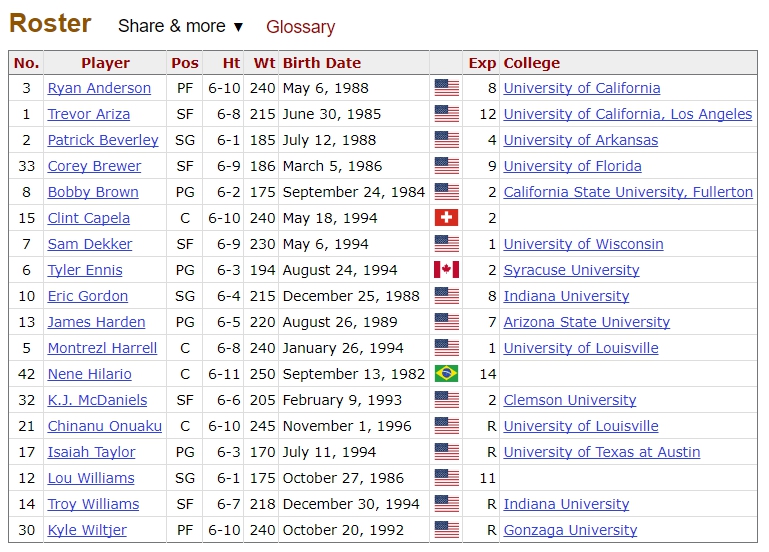 Roster Share & more ▼ Glossary
No. Player Pos Ht Wt Birth Date Exp College
3 Ryan Anderson PF 6-10 240 May 6, 1988 8 University of California
1 Trevor Ariza SF 6-8 215 June 30, 1985 12 University of California, Los Angeles
2 Patrick Beverley SG 6-1 185 July 12, 1988 4 University of Arkansas
33 Corey Brewer SF 6-9 186 March 5, 1986 9 University of Florida
8 Bobby Brown PG 6-2 175 September 24, 1984 2 California State University, Fullerton
15 Clint Capela C 6-10 240 May 18, 1994 2
7 Sam Dekker SF 6-9 230 May 6, 1994 1 University of Wisconsin
6 Tyler Ennis PG 6-3 194 August 24, 1994 2 Syracuse University
10 Eric Gordon SG 6-4 215 December 25, 1988 8 Indiana University
13 James Harden PG 6-5 220 August 26, 1989 7 Arizona State University
5 Montrezl Harrell C 6-8 240 January 26, 1994 1 University of Louisville
42 Nene Hilario C 6-11 250 September 13, 1982 14
32 K.J. McDaniels SF 6-6 205 February 9, 1993 2 Clemson University
21 Chinanu Onuaku C 6-10 245 November 1, 1996 R University of Louisville
17 Isaiah Taylor PG 6-3 170 July 11, 1994 R University of Texas at Austin
12 Lou Williams SG 6-1 175 October 27, 1986 11
14 Troy Williams SF 6-7 218 December 30, 1994 R Indiana University
30 Kyle Wiltjer PF 6-10 240 October 20, 1992 R Gonzaga University